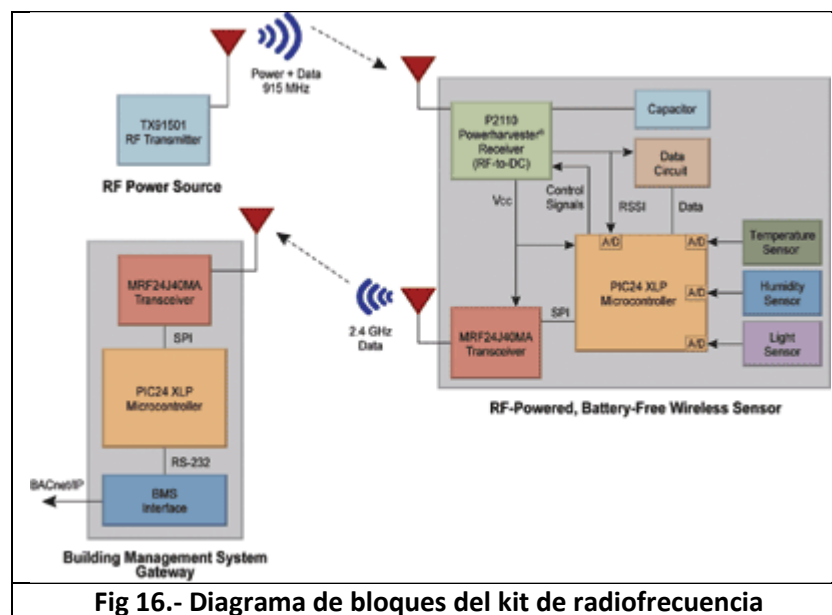 Power + Data
915 MHz
TX91501
RF Transmitter
RF Power Source
P2110
Powerharvester®
Receiver
(RF-to-DC)
Capacitor
Data
Circuit
Vcc
Control
Signals
RSSI
Data
A/D
A/D
Temperature
Sensor
PIC24 XLP
Microcontroller
A/D
Humidity
Sensor
A/D
Light
Sensor
SPI
MRF24J40MA
Transceiver
RF-Powered, Battery-Free Wireless Sensor
2.4 GHz
Data
MRF24J40MA
Transceiver
SPI
PIC24 XLP
Microcontroller
RS-232
BACnet/IP
BMS
Interface
Building Management System
Gateway
Fig 16.- Diagrama de bloques del kit de radiofrecuencia